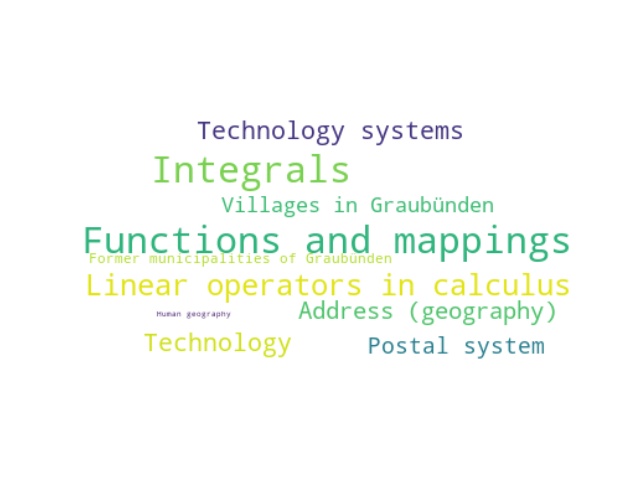 Technology systems
Integrals
Villages in Graubünden
Functions and mappings
Former municipalities of Graubünden
Linear operators in calculus
Human geography
Address (geography)
Technology
Postal system